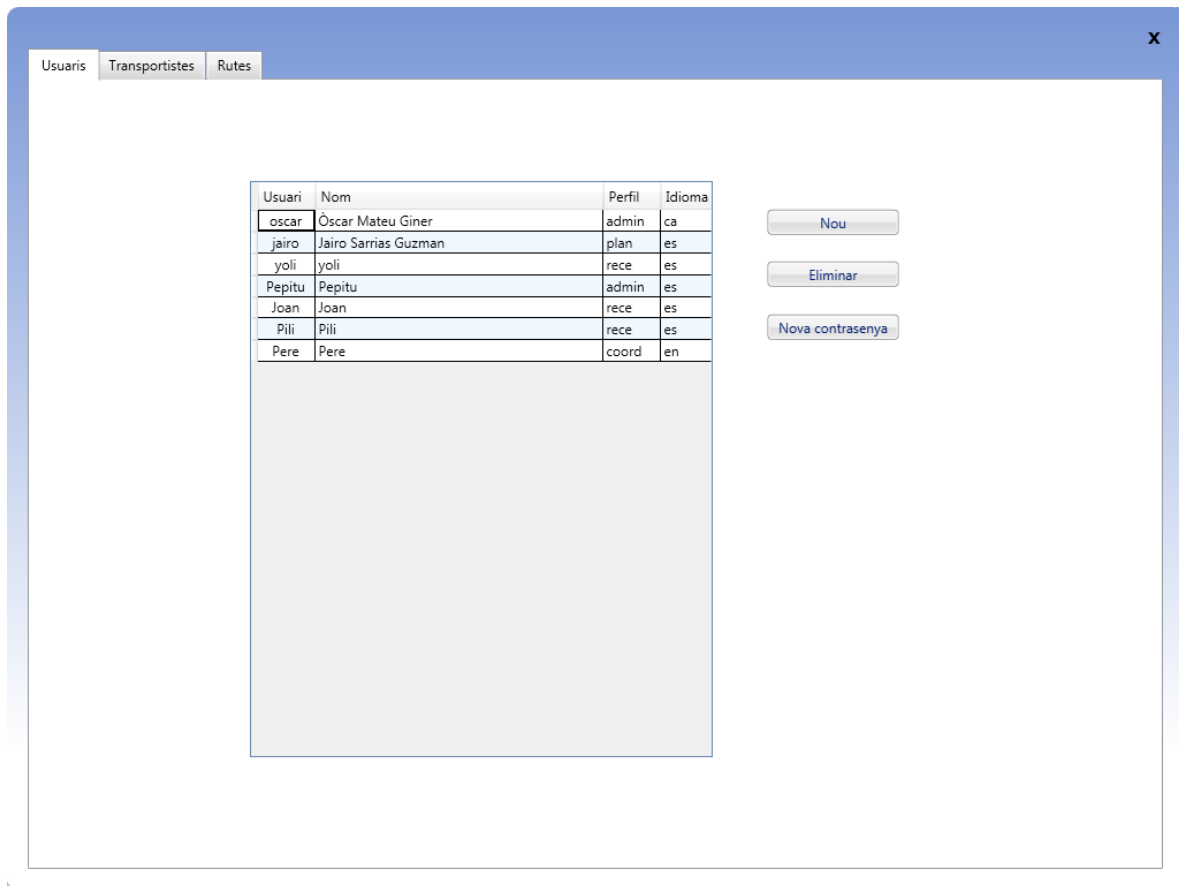 x
Usuaris Transportistes Rutes
Usuari Nom Perfil Idioma
oscar Òscar Mateu Giner admin ca
jairo Jairo Sarrias Guzman plan es
yoli yoli rece es
Pepitu Pepitu admin es
Joan Joan rece es
Pili Pili rece es
Pere Pere coord en
Nou
Eliminar
Nova contrasenya